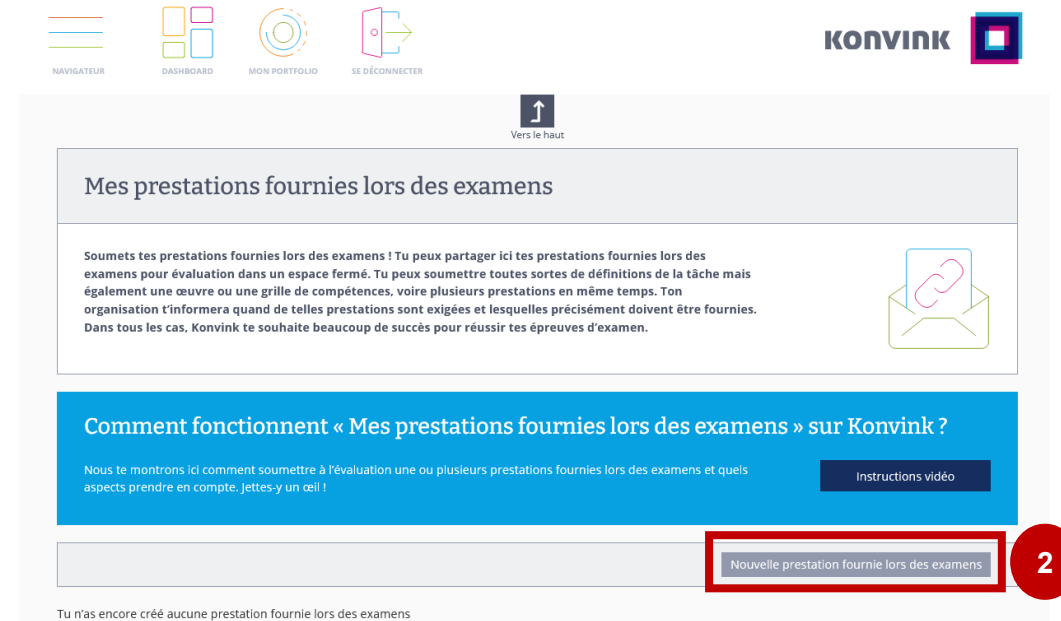 KONVINK
NAVIGATEUR
DASHBOARD
MON PORTFOLIO
SE DÉCONNECTER
Vers le haut
Mes prestations fournies lors des examens
Soumets tes prestations fournies lors des examens ! Tu peux partager ici tes prestations fournies lors des
examens pour évaluation dans un espace fermé. Tu peux soumettre toutes sortes de définitions de la tâche mais
également une œuvre ou une grille de compétences, voire plusieurs prestations en même temps. Ton
organisation t’informera quand de telles prestations sont exigées et lesquelles précisément doivent être fournies.
Dans tous les cas, Konvink te souhaite beaucoup de succès pour réussir tes épreuves d’examen.
Comment fonctionnent « Mes prestations fournies lors des examens » sur Konvink ?
Nous te montrons ici comment soumettre à l’évaluation une ou plusieurs prestations fournies lors des examens et quels
aspects prendre en compte. Jettes-y un œil !
Instructions vidéo
Nouvelle prestation fournie lors des examens
2
Tu n’as encore créé aucune prestation fournie lors des examens